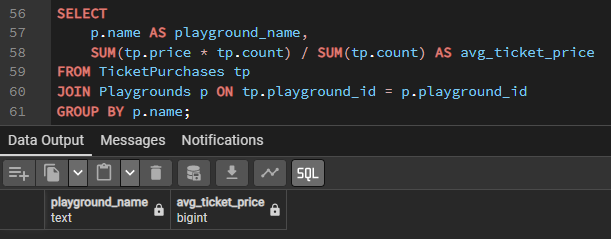 56 SELECT
57 p.name AS playground_name,
58 SUM(tp.price * tp.count) / SUM(tp.count) AS avg_ticket_price
59 FROM TicketPurchases tp
60 JOIN Playgrounds p ON tp.playground_id = p.playground_id
61 GROUP BY p.name;
Data Output Messages Notifications
SQL
playground_name avg_ticket_price
text bigint